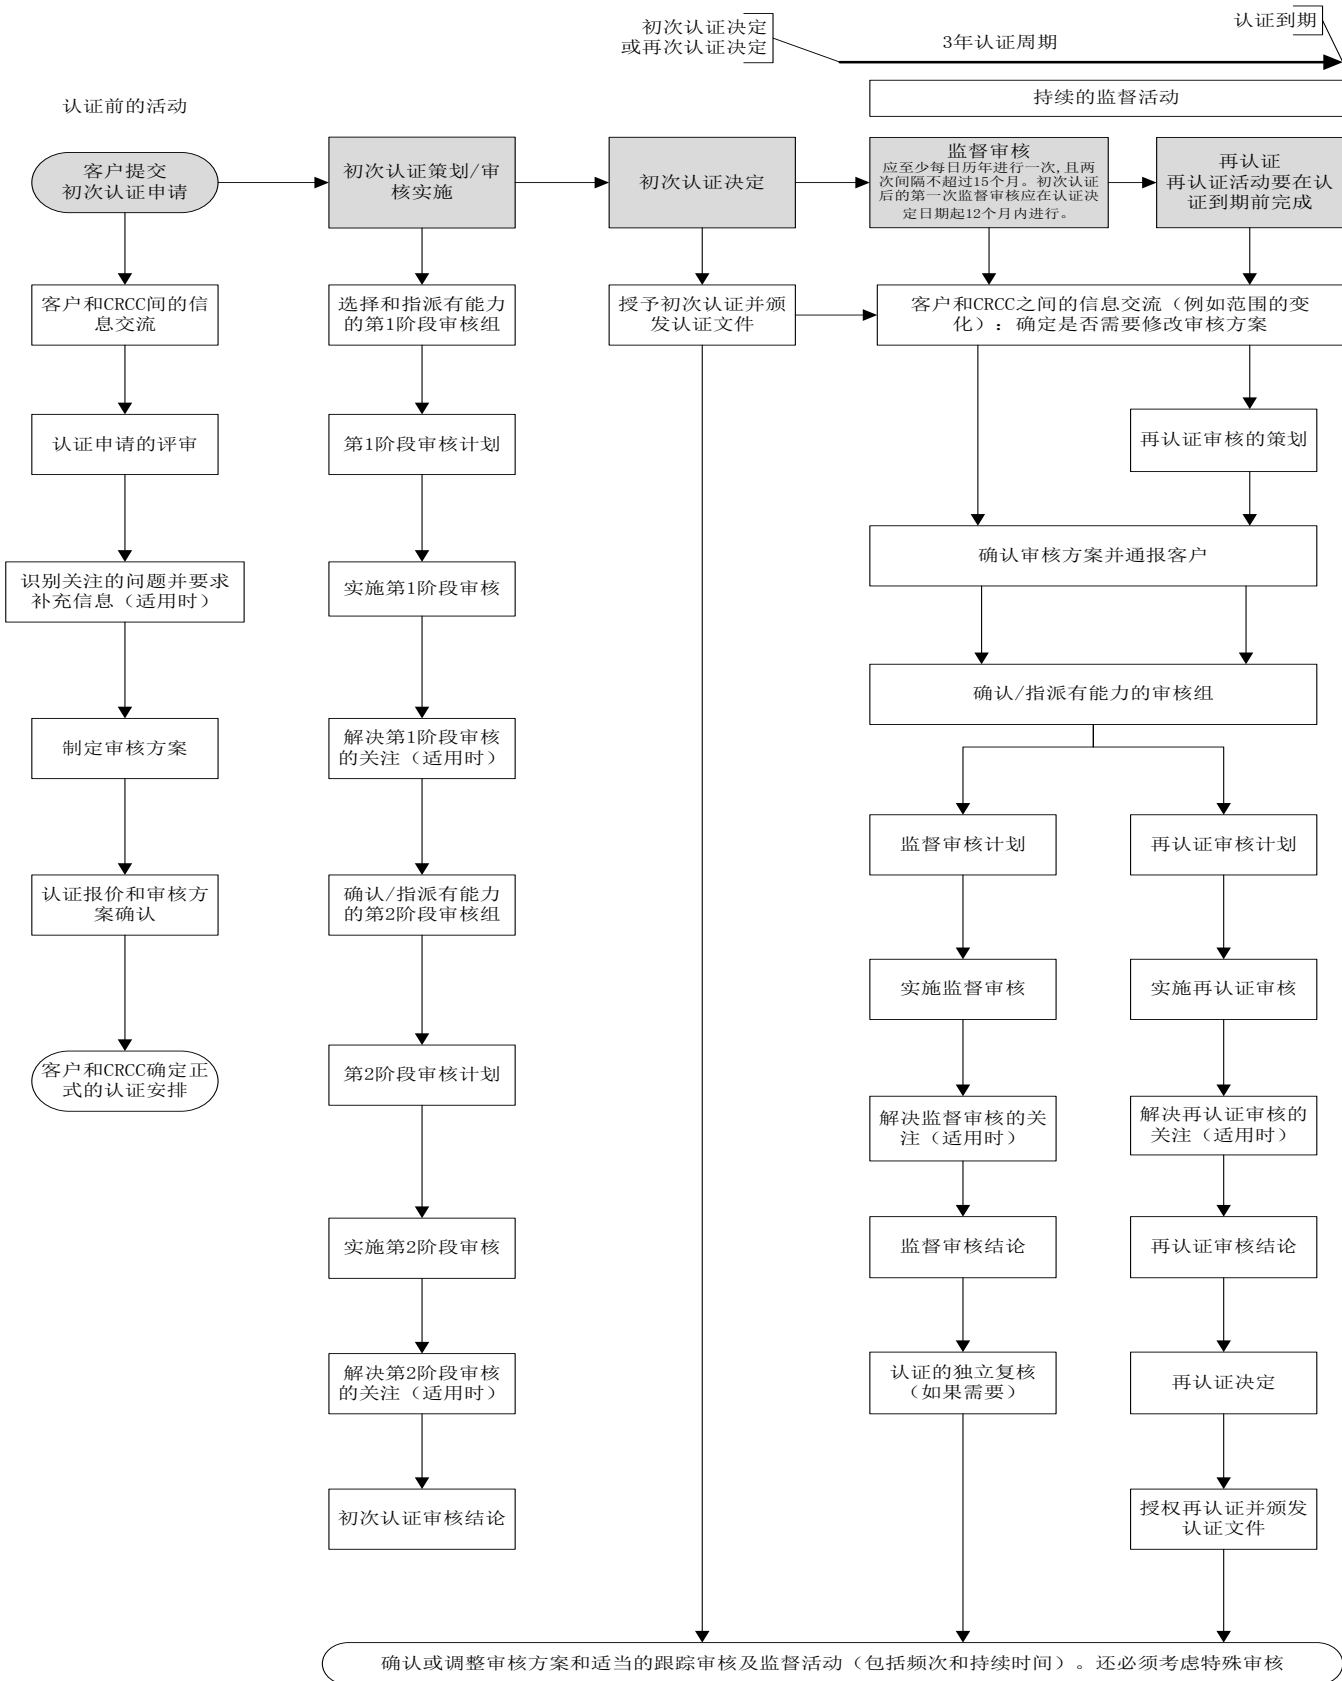 初次认证决定
或再次认证决定
3年认证周期
认证到期
认证前的活动
持续的监督活动
客户提交
初次认证申请
初次认证策划/审
核实施
初次认证决定
监督审核
应至少每日历年进行一次,且两
次间隔不超过15个月。初次认证
后的第一次监督审核应在认证决
定日期起12个月内进行。
再认证
再认证活动要在认
证到期前完成
客户和CRCC间的信
息交流
选择和指派有能力
的第1阶段审核组
授予初次认证并颁
发认证文件
客户和CRCC之间的信息交流（例如范围的变
化）：确定是否需要修改审核方案
认证申请的评审
第1阶段审核计划
再认证审核的策划
识别关注的问题并要求
补充信息（适用时）
实施第1阶段审核
确认审核方案并通报客户
制定审核方案
解决第1阶段审核
的关注（适用时）
确认/指派有能力的审核组
认证报价和审核方
案确认
确认/指派有能力
的第2阶段审核组
监督审核计划
再认证审核计划
实施监督审核
实施再认证审核
客户和CRCC确定正
式的认证安排
第2阶段审核计划
解决监督审核的关
注（适用时）
解决再认证审核的
关注（适用时）
实施第2阶段审核
监督审核结论
再认证审核结论
解决第2阶段审核
的关注（适用时）
认证的独立复核
（如果需要）
再认证决定
初次认证审核结论
授权再认证并颁发
认证文件
确认或调整审核方案和适当的跟踪审核及监督活动（包括频次和持续时间）。还必须考虑特殊审核